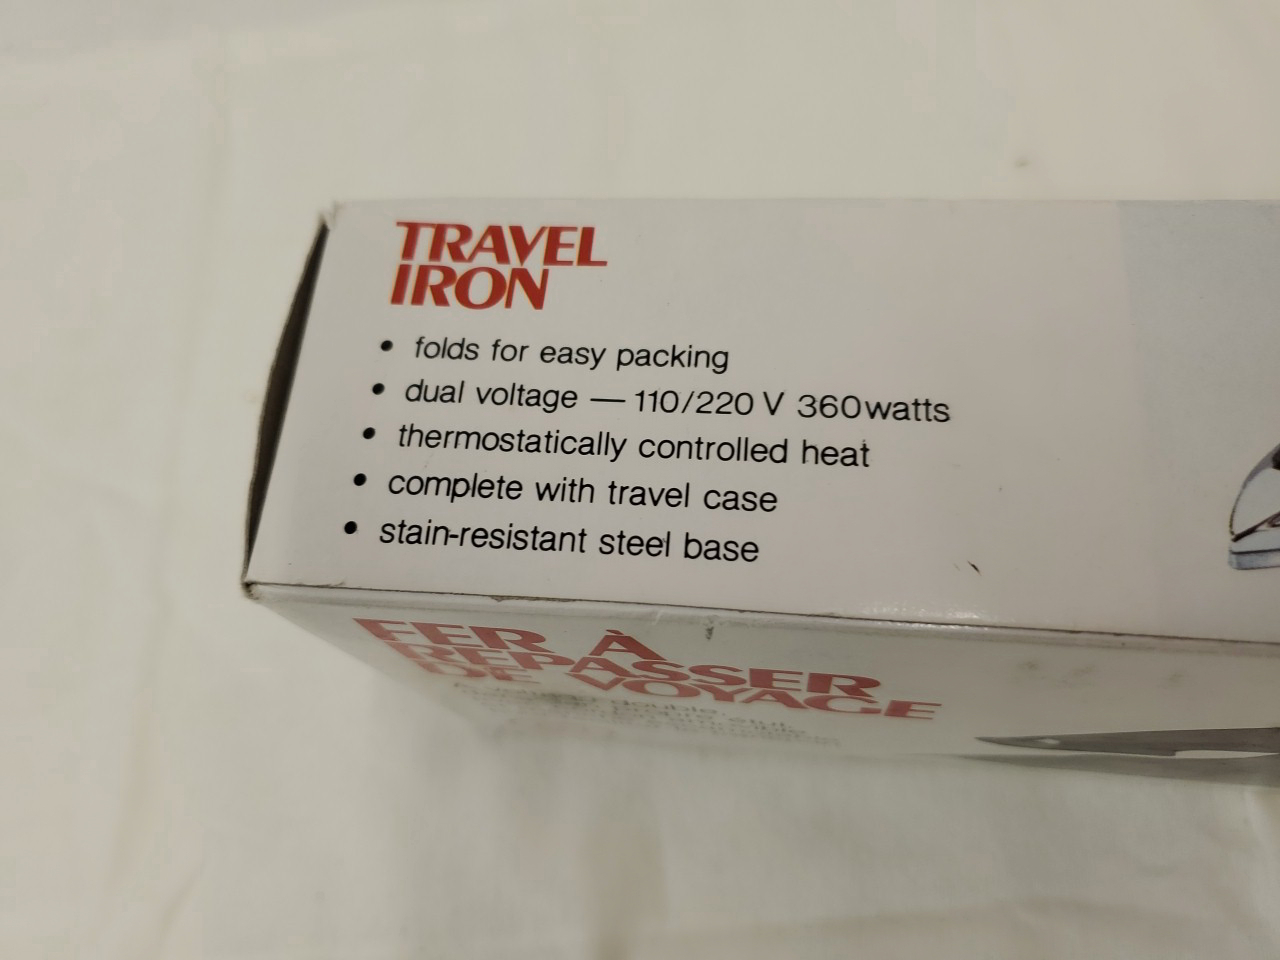 TRAVEL
IRON
• folds for easy packing
• dual voltage — 110/220 V 360watts
• thermostatically controlled heat
• complete with travel case
• stain-resistant steel base
FER À
REPASSER
DE VOYAGE
double